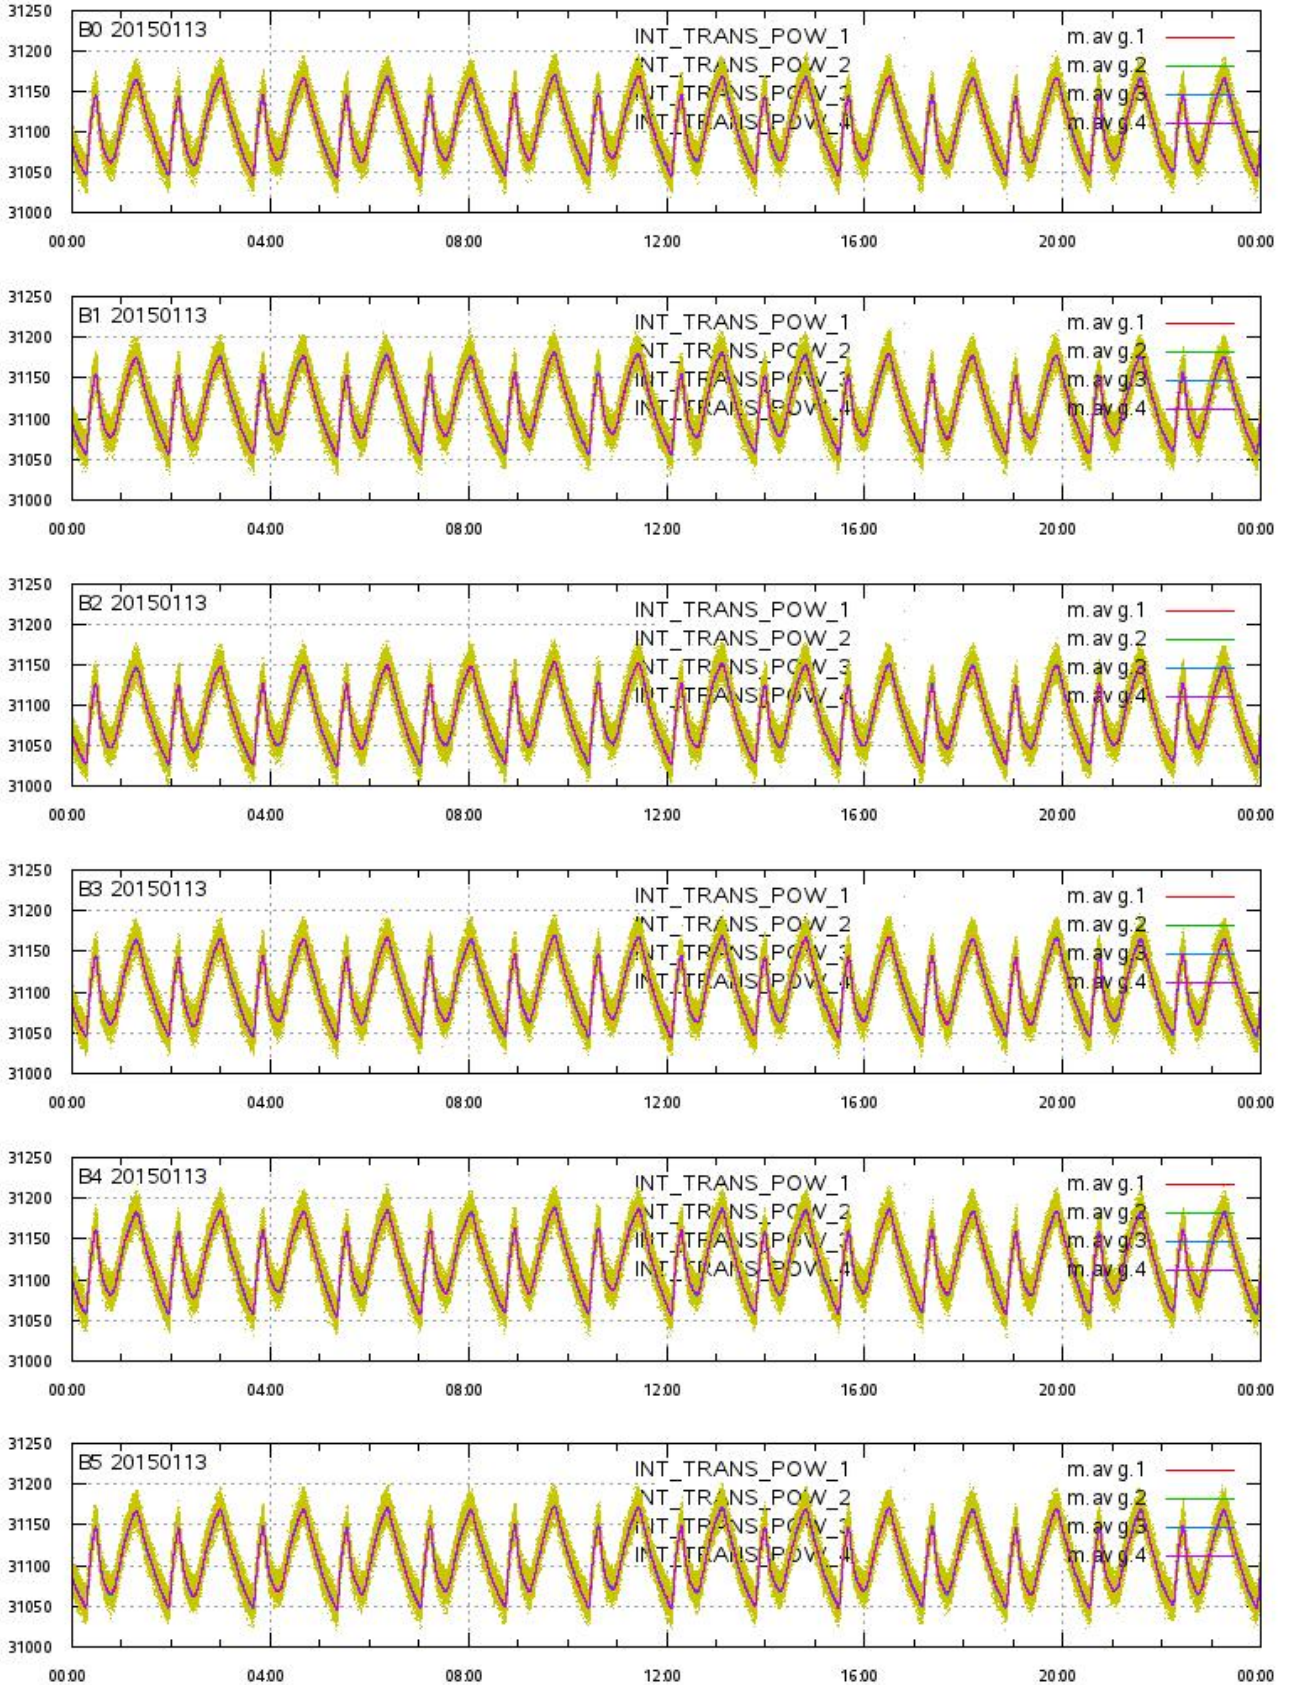 31250
B0 20150113 INT_TRANS_POW_1 m.avg.1
31200
INT_TRANS_POW_2 m.avg.2
31150
INT_TRANS_POW_3 m.avg.3
31100
INT_TRANS_POW_4 m.avg.4
31050
31000
00:00 04:00 08:00 12:00 16:00 20:00 00:00
31250
B1 20150113 INT_TRANS_POW_1 m.avg.1
31200
INT_TRANS_POW_2 m.avg.2
31150
INT_TRANS_POW_3 m.avg.3
31100
INT_TRANS_POW_4 m.avg.4
31050
31000
00:00 04:00 08:00 12:00 16:00 20:00 00:00
31250
B2 20150113 INT_TRANS_POW_1 m.avg.1
31200
INT_TRANS_POW_2 m.avg.2
31150
INT_TRANS_POW_3 m.avg.3
31100
INT_TRANS_POW_4 m.avg.4
31050
31000
00:00 04:00 08:00 12:00 16:00 20:00 00:00
31250
B3 20150113 INT_TRANS_POW_1 m.avg.1
31200
INT_TRANS_POW_2 m.avg.2
31150
INT_TRANS_POW_3 m.avg.3
31100
INT_TRANS_POW_4 m.avg.4
31050
31000
00:00 04:00 08:00 12:00 16:00 20:00 00:00
31250
B4 20150113 INT_TRANS_POW_1 m.avg.1
31200
INT_TRANS_POW_2 m.avg.2
31150
INT_TRANS_POW_3 m.avg.3
31100
INT_TRANS_POW_4 m.avg.4
31050
31000
00:00 04:00 08:00 12:00 16:00 20:00 00:00
31250
B5 20150113 INT_TRANS_POW_1 m.avg.1
31200
INT_TRANS_POW_2 m.avg.2
31150
INT_TRANS_POW_3 m.avg.3
31100
INT_TRANS_POW_4 m.avg.4
31050
31000
00:00 04:00 08:00 12:00 16:00 20:00 00:00